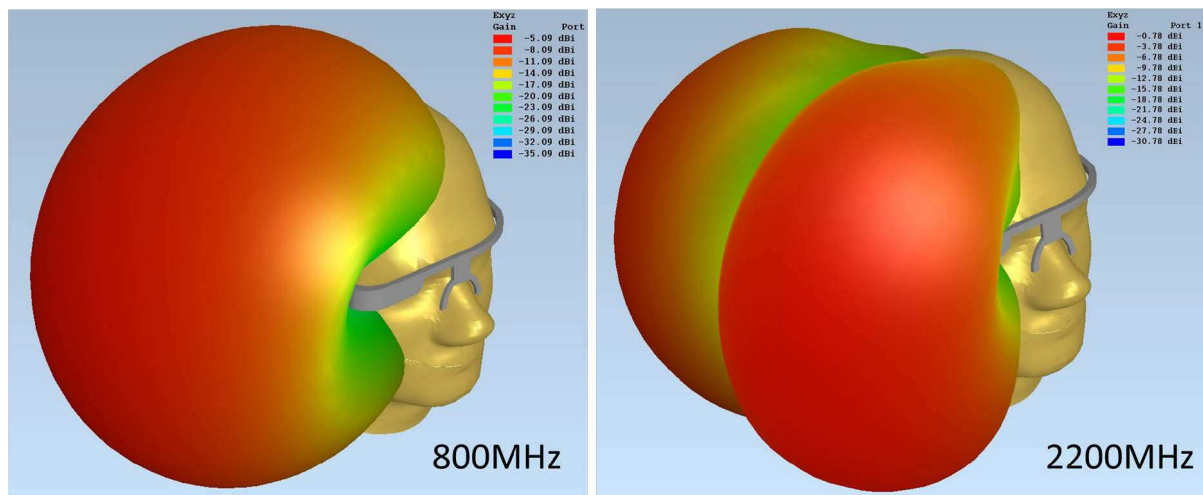 Exyz
Gain Port
-5.09 dBi
-8.09 dBi
-11.09 dBi
-14.09 dBi
-17.09 dBi
-20.09 dBi
-23.09 dBi
-26.09 dBi
-29.09 dBi
-32.09 dBi
-35.09 dBi
800MHz
Exyz
Gain Port 1
-0.78 dBi
-3.78 dBi
-6.78 dBi
-9.78 dBi
-12.78 dBi
-15.78 dBi
-18.78 dBi
-21.78 dBi
-24.78 dBi
-27.78 dBi
-30.78 dBi
2200MHz